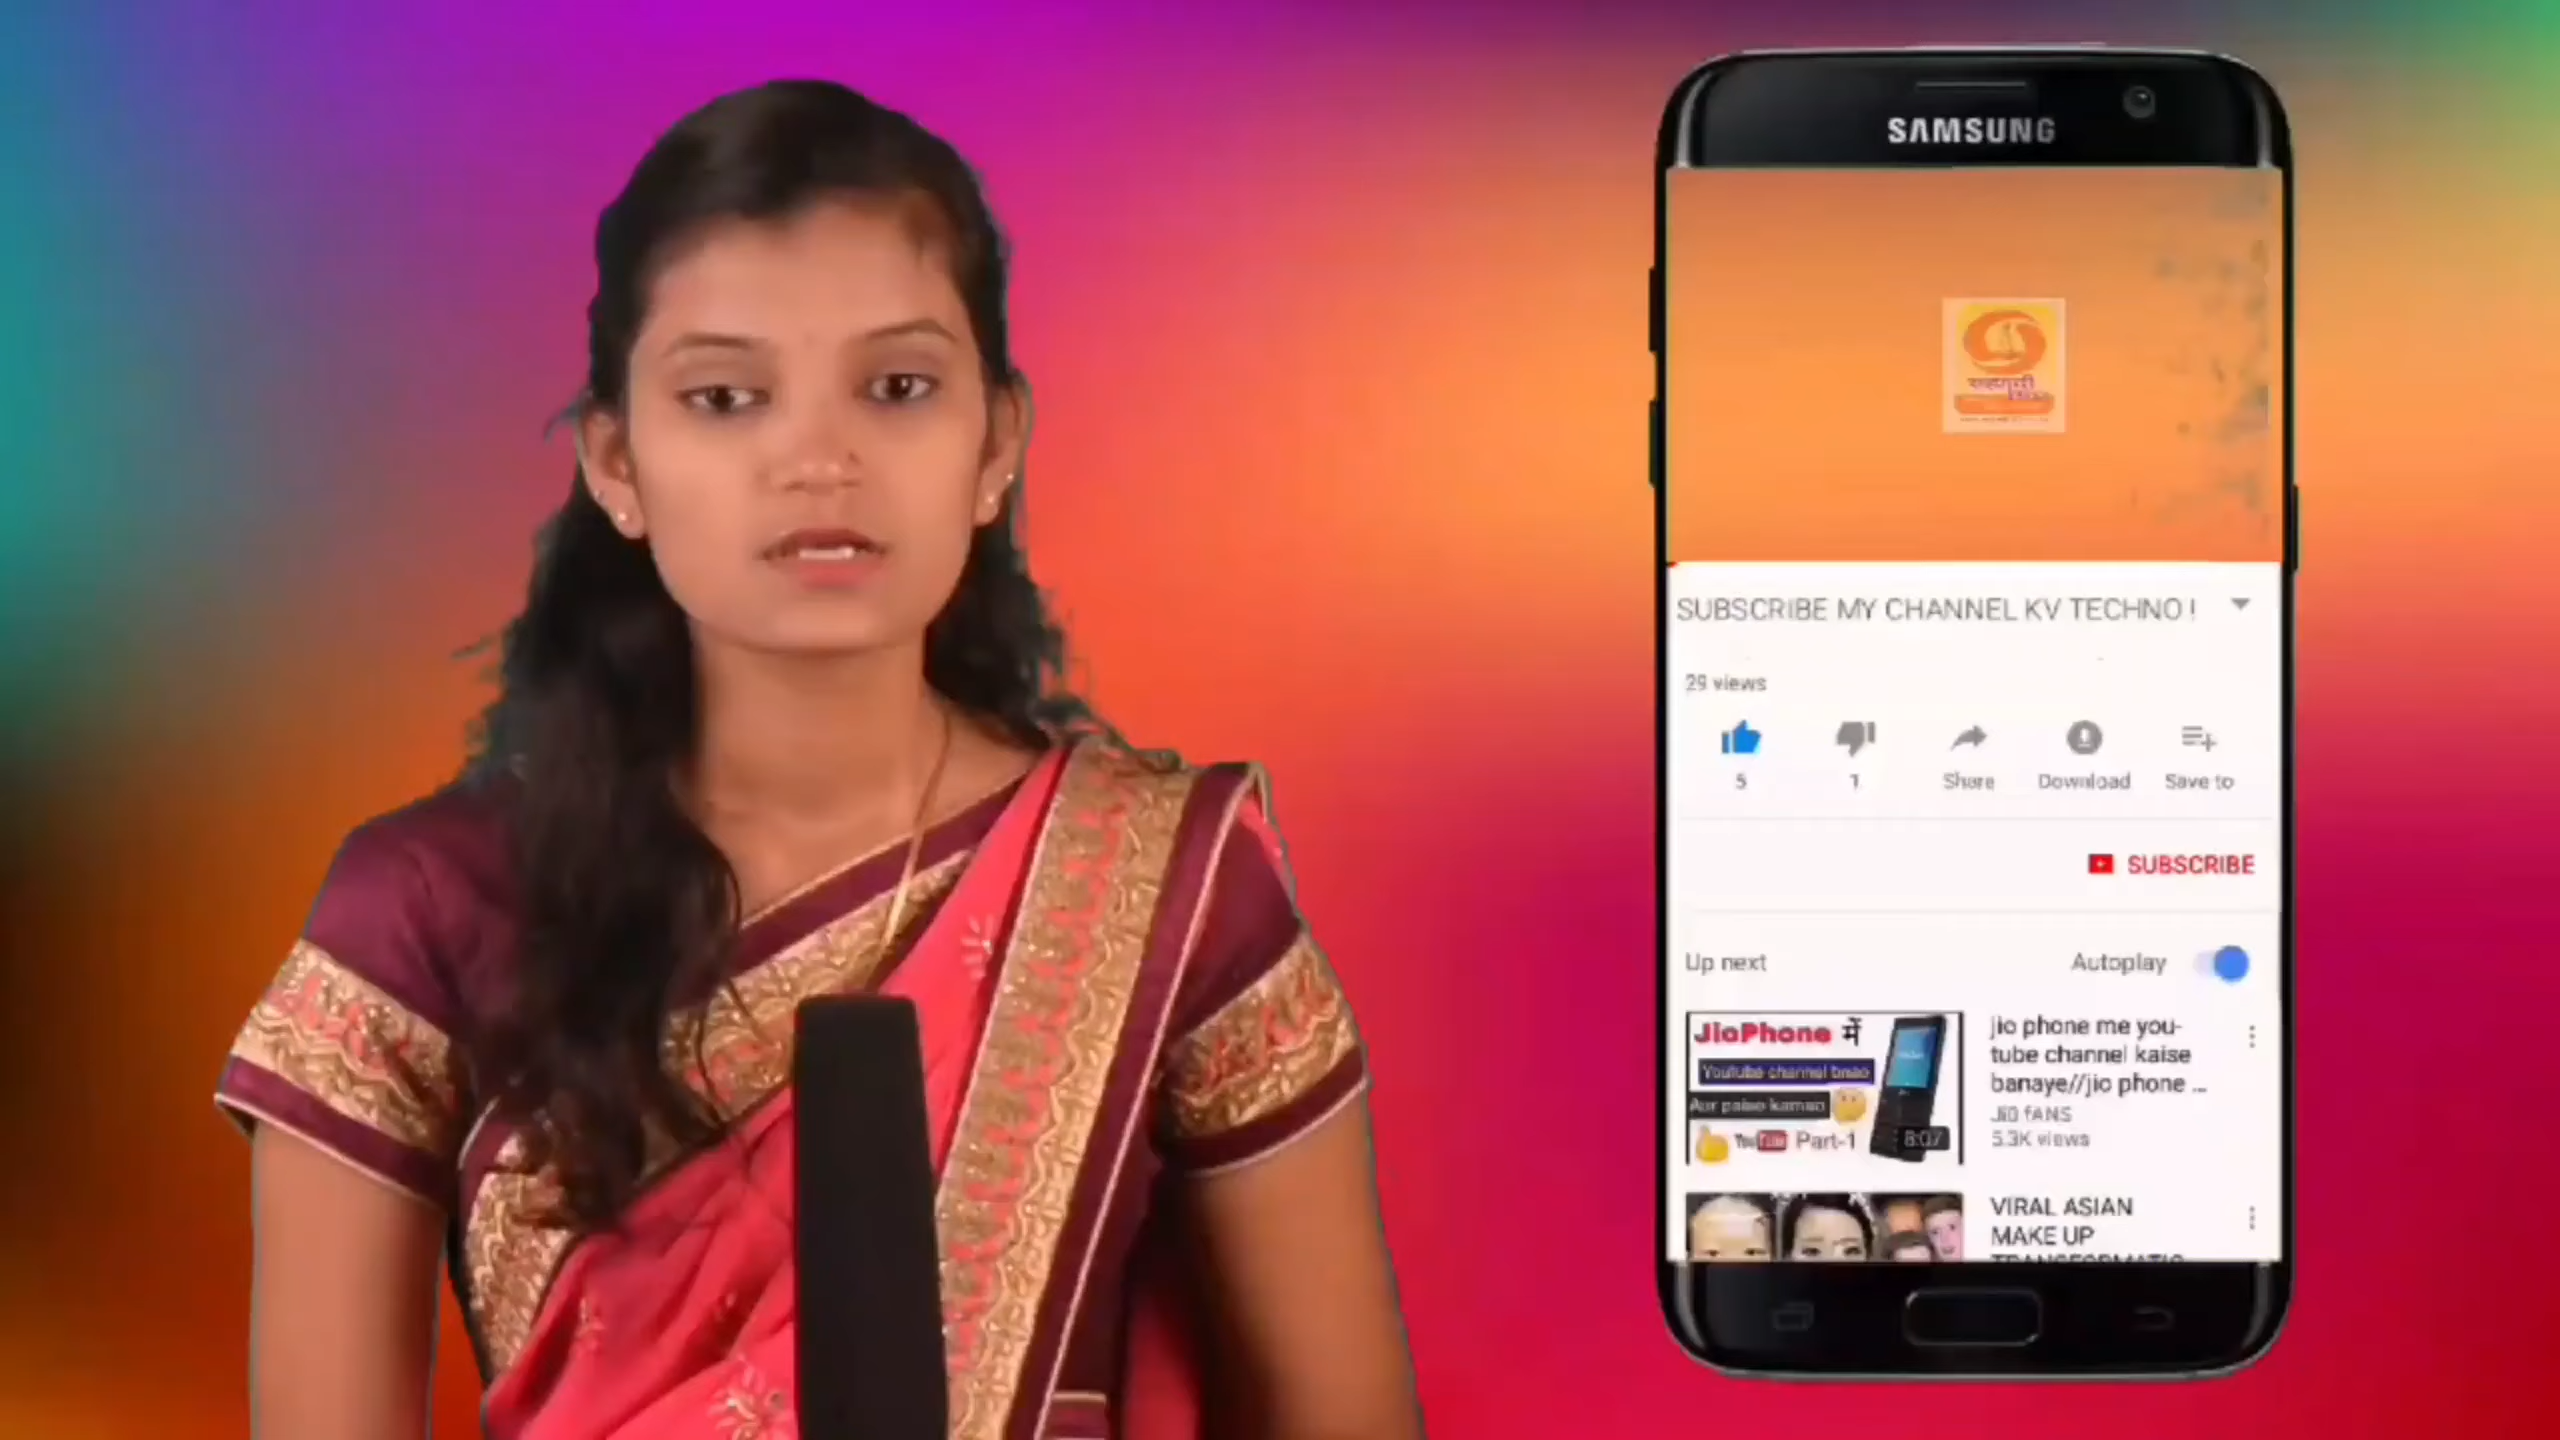 SAMSUNG
SUBSCRIBE MY CHANNEL KV TECHNO !
29 views
5
1
Share
Download
Save to
SUBSCRIBE
Up next
Autoplay
JioPhone में
Youtube channel bnao
Aur paise kamao
YouTube Part-1
8:07
jio phone me you-
tube channel kaise
banaye//jio phone ...
JIO fANS
5.3K views
VIRAL ASIAN
MAKE UP